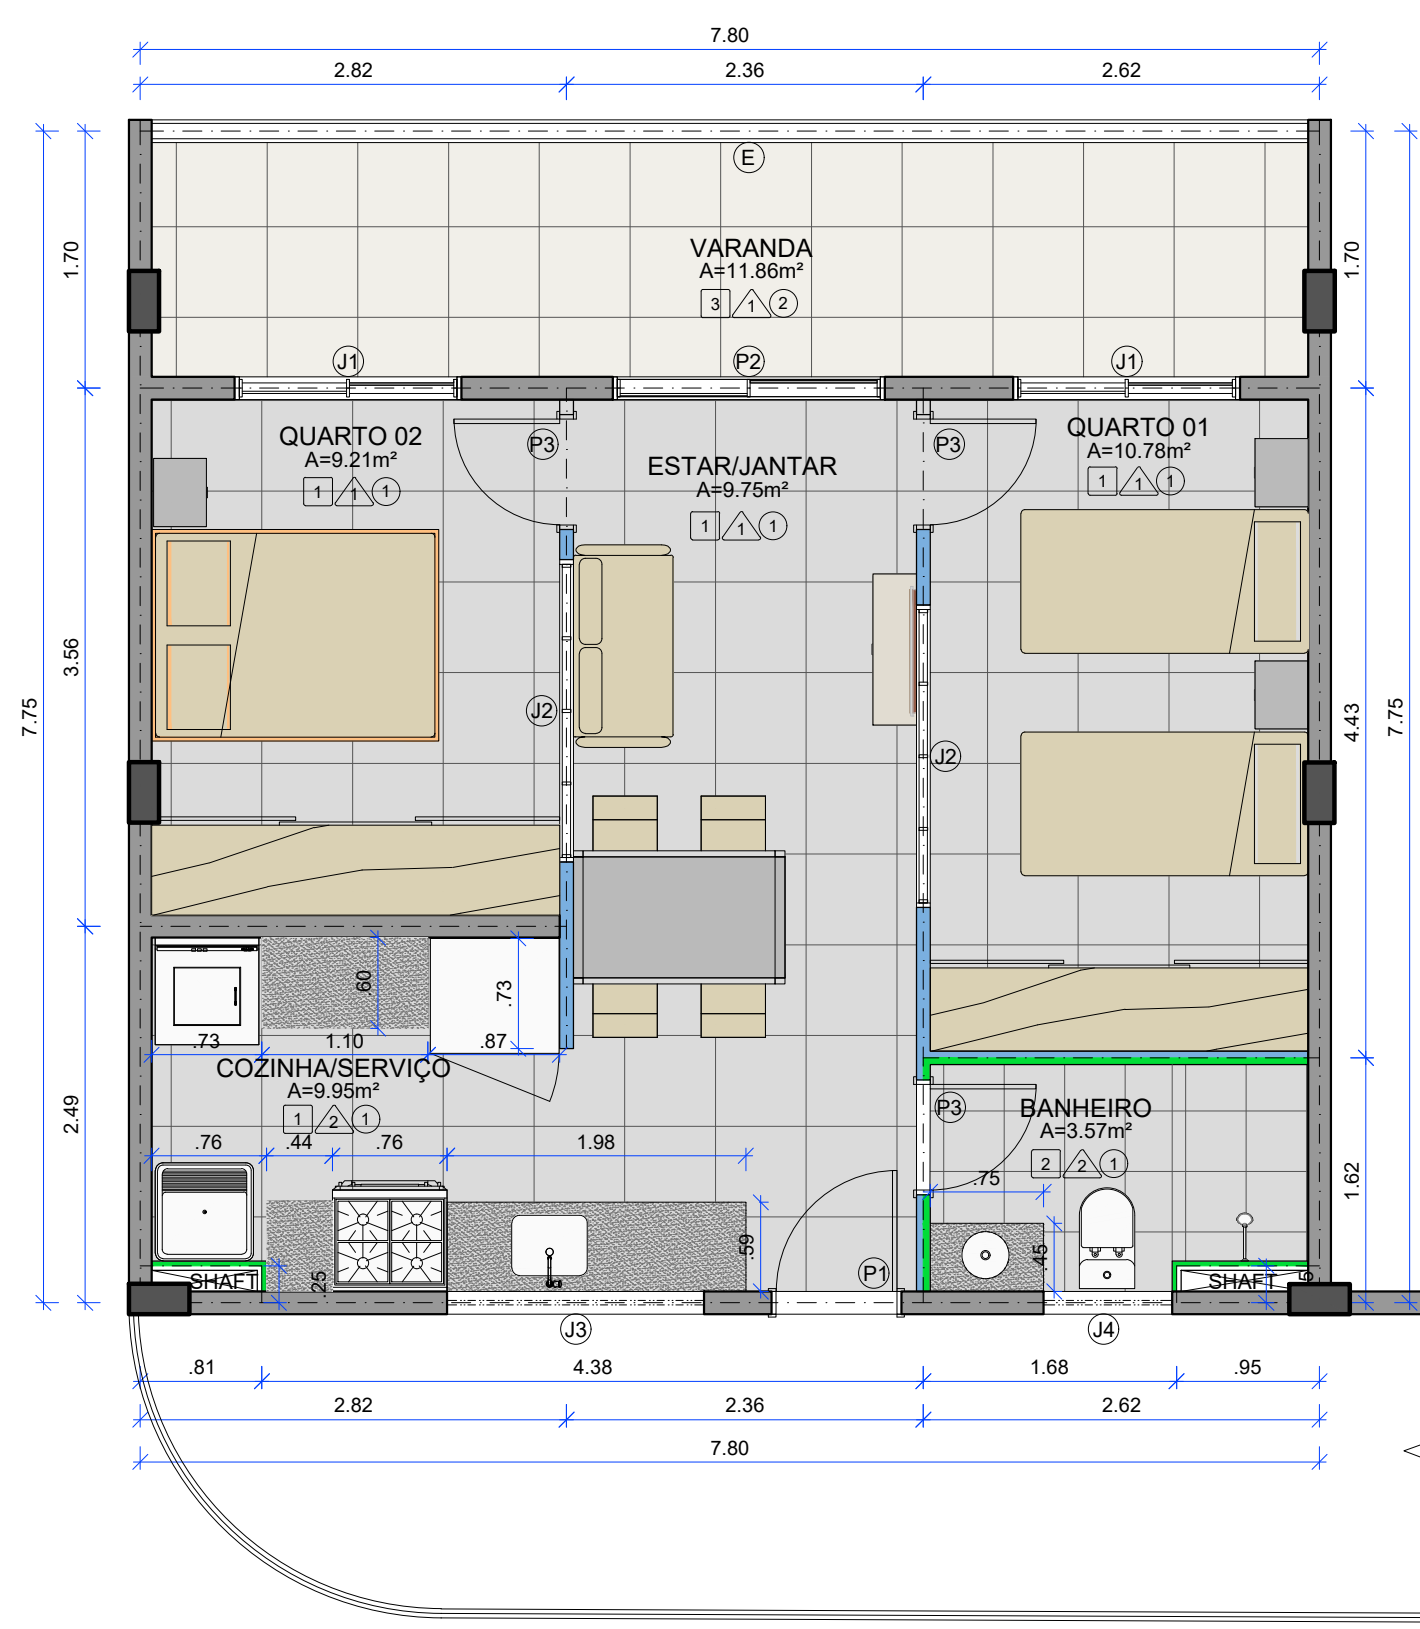 7.80
2.82 2.36 2.62
E
VARANDA
A=11.86m²
3 1 2
1.70
1.70
J1 P2 J1
QUARTO 02
A=9.21m²
1 1 1
P3
ESTAR/JANTAR
A=9.75m²
1 1 1
P3
QUARTO 01
A=10.78m²
1 1 1
7.75
3.56
J2
J2
4.43
7.75
.60
.73
.73 1.10 .87
COZINHA/SERVIÇO
A=9.95m²
1 2 1
2.49
.76 .44 .76 1.98
P3
BANHEIRO
A=3.57m²
2 2 1
.75
1.62
.59
.45
SHAFT
.25
P1
SHAFT
5
J3 J4
.81 4.38 1.68 .95
2.82 2.36 2.62
7.80